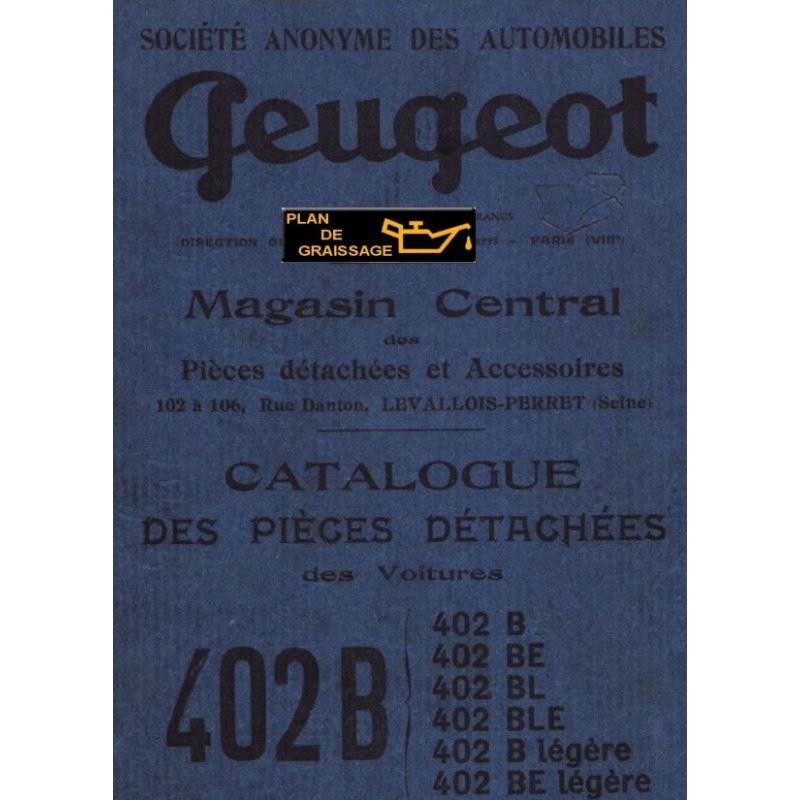 SOCIÉTÉ ANONYME DES AUTOMOBILES
Peugeot
FRANCS
PLAN
DE
GRAISSAGE
DIRECTION PARIS (VIIIᵉ)
Magasin Central
des
Pièces détachées et Accessoires
102 à 106, Rue Danton, LEVALLOIS-PERRET (Seine)
CATALOGUE
DES PIÈCES DÉTACHÉES
des Voitures
402 B
402 B
402 BE
402 BL
402 BLE
402 B légère
402 BE légère